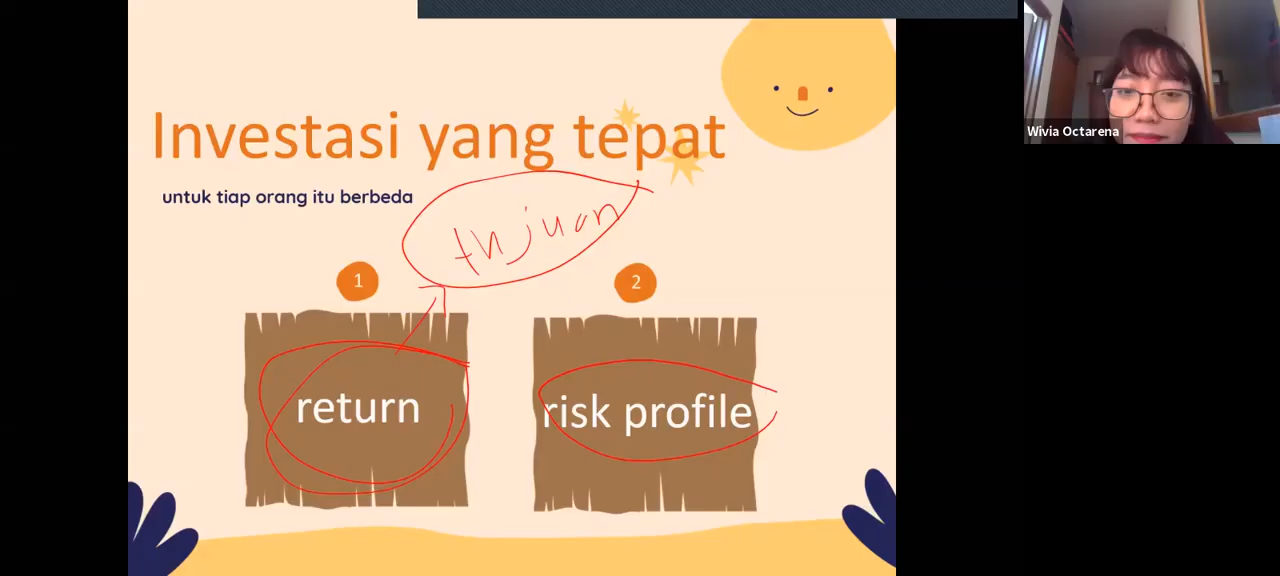 Investasi yang tepat
untuk tiap orang itu berbeda
tujuan
1
2
return
risk profile
Wivia Octarena